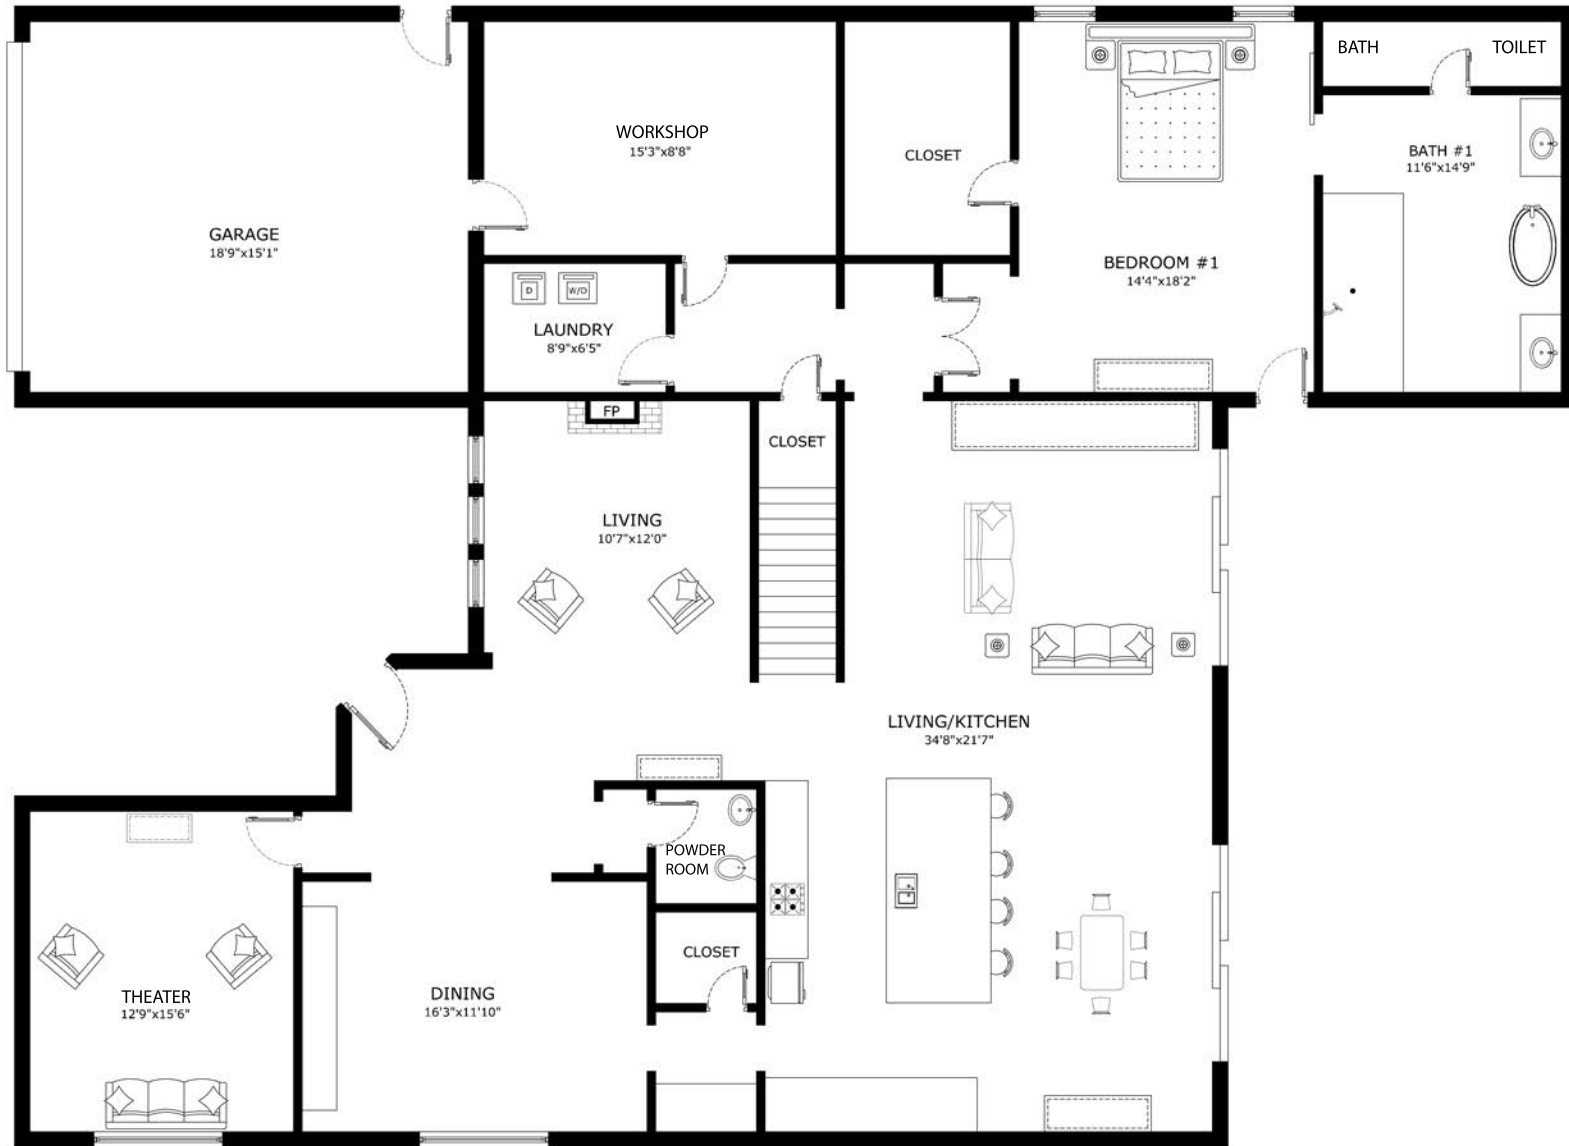 BATH
TOILET
WORKSHOP
15'3"x8'8"
CLOSET
BATH #1
11'6"x14'9"
GARAGE
18'9"x15'1"
BEDROOM #1
14'4"x18'2"
D
W/D
LAUNDRY
8'9"x6'5"
FP
CLOSET
LIVING
10'7"x12'0"
LIVING/KITCHEN
34'8"x21'7"
POWDER
ROOM
CLOSET
THEATER
12'9"x15'6"
DINING
16'3"x11'10"